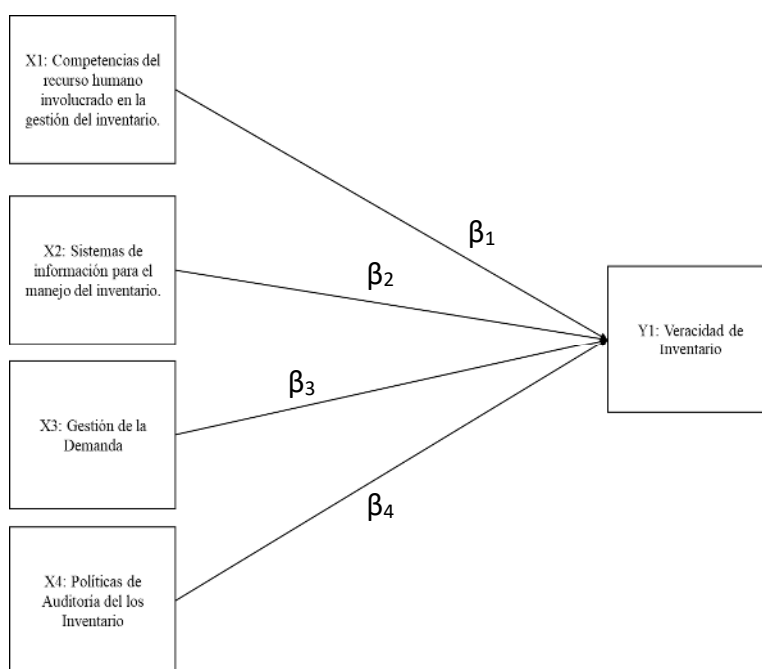 X1: Competencias del
recurso humano
involucrado en la
gestión del inventario.
β1
X2: Sistemas de
información para el
manejo del inventario.
β2
Y1: Veracidad de
Inventario
X3: Gestión de la
Demanda
β3
β4
X4: Políticas de
Auditoria del los
Inventario